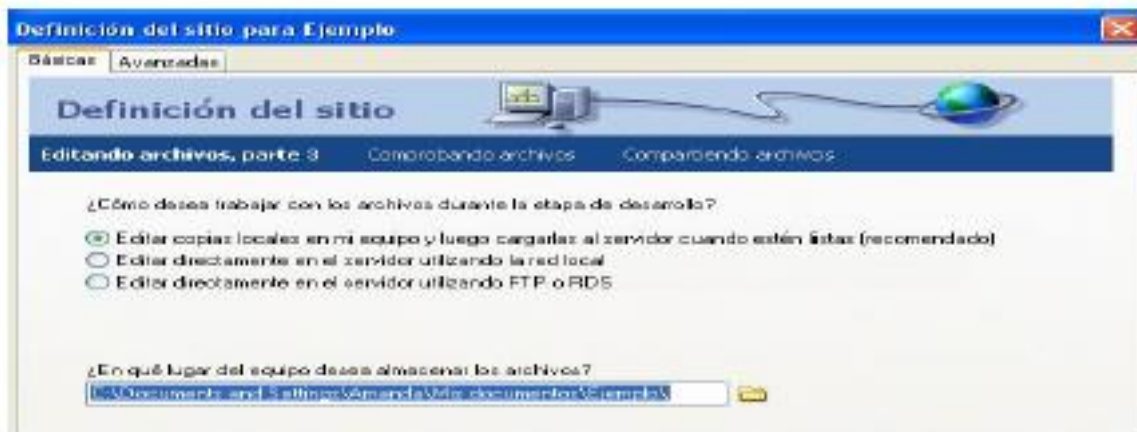 Definición del sitio para Ejemplo
Básicas Avanzadas
Definición del sitio
Editando archivos, parte 3 Comprobando archivos Compartiendo archivos
¿Cómo desea trabajar con los archivos durante la etapa de desarrollo?
Editar copias locales en mi equipo y luego cargarlas al servidor cuando estén listas (recomendado)
Editar directamente en el servidor utilizando la red local
Editar directamente en el servidor utilizando FTP o RDS
¿En qué lugar del equipo desea almacenar los archivos?
C:\Documents and Settings\Amanda\Mis documentos\Ejemplo\